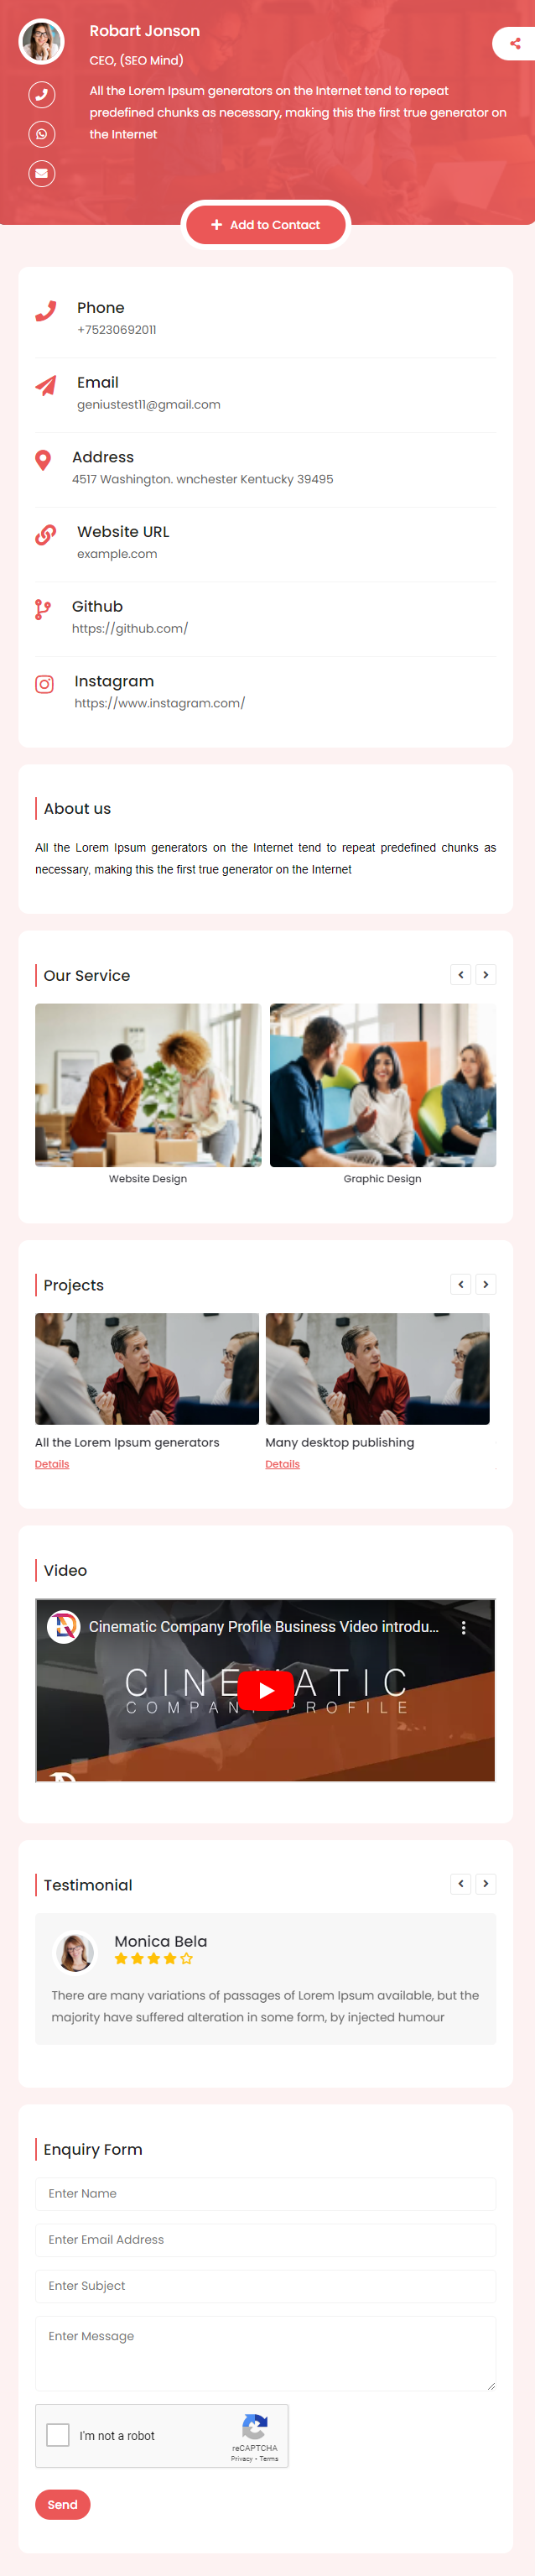 Robart Jonson
CEO, (SEO Mind)
All the Lorem Ipsum generators on the Internet tend to repeat
predefined chunks as necessary, making this the first true generator on
the Internet
Add to Contact
Phone
+75230692011
Email
geniustest11@gmail.com
Address
4517 Washington. wnchester Kentucky 39495
Website URL
example.com
Github
https://github.com/
Instagram
https://www.instagram.com/
About us
All the Lorem Ipsum generators on the Internet tend to repeat predefined chunks as
necessary, making this the first true generator on the Internet
Our Service
Website Design
Graphic Design
Projects
All the Lorem Ipsum generators
Many desktop publishing
Details
Details
Video
Cinematic Company Profile Business Video introdu...
CINEMATIC
COMPANY PROFILE
Testimonial
Monica Bela
There are many variations of passages of Lorem Ipsum available, but the
majority have suffered alteration in some form, by injected humour
Enquiry Form
Enter Name
Enter Email Address
Enter Subject
Enter Message
I'm not a robot
reCAPTCHA
Privacy - Terms
Send